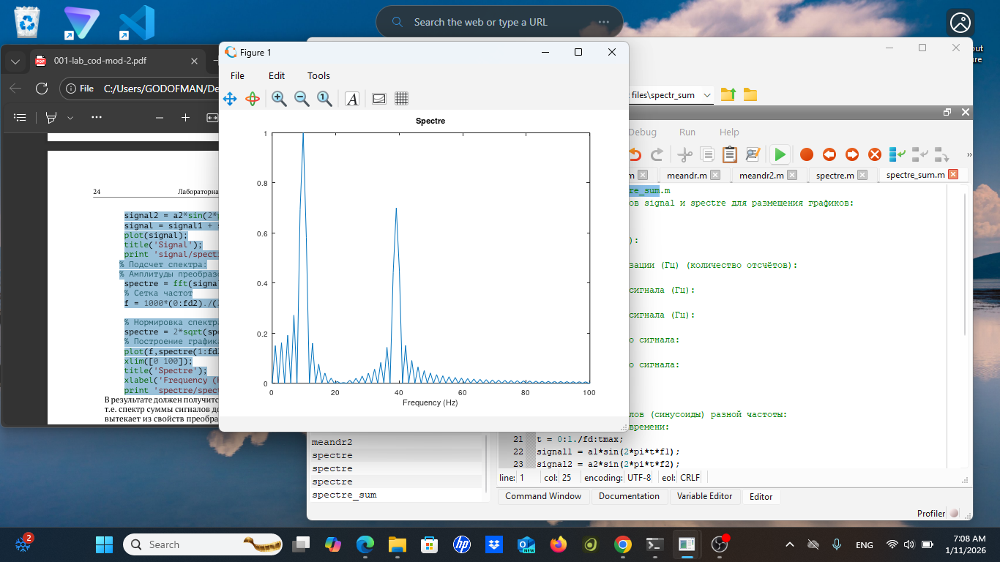 Search the web or type a URL
001-lab_cod-mod-2.pdf
File C:/Users/GODOFMAN/De
24 Лабораторна
signal2 = a2*sin(2*
signal = signal1 +
plot(signal);
title('Signal');
print 'signal/spectr
% Подсчет спектра:
% Амплитуды преобраз
spectre = fft(signa
% Сетка частот
f = 1000*(0:fd2)./(
% Нормировка спектра
spectre = 2*sqrt(spe
% Построение графика
plot(f,spectre(1:fd
xlim([0 100]);
title('Spectre');
xlabel('Frequency (
print 'spectre/spect
В результате должен получитс
т.е. спектр суммы сигналов до
вытекает из свойств преобра
Figure 1
File Edit Tools
Spectre
1
0.8
0.6
0.4
0.2
0
0 20 40 60 80 100
Frequency (Hz)
files\spectr_sum
Debug Run Help
m meandr.m meandr2.m spectre.m spectre_sum.m
re_sum.m
ов signal и spectre для размещения графиков:
):
зации (Гц) (количество отсчётов):
сигнала (Гц):
сигнала (Гц):
о сигнала:
о сигнала:
лов (синусоиды) разной частоты:
времени:
21 t = 0:1./fd:tmax;
22 signal1 = a1*sin(2*pi*t*f1);
23 signal2 = a2*sin(2*pi*t*f2);
line: 1 col: 25 encoding: UTF-8 eol: CRLF
Command Window Documentation Variable Editor Editor
Profiler
meandr2
spectre
spectre
spectre
spectre_sum
2
Search
hp
NEW
ENG
7:08 AM
1/11/2026